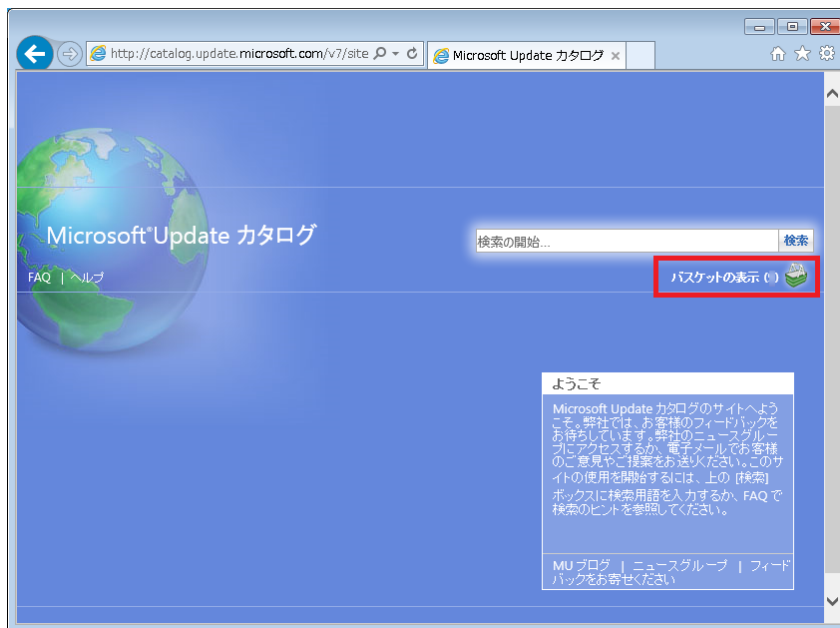 http://catalog.update.microsoft.com/v7/site
Microsoft Update カタログ
Microsoft®Update カタログ
検索の開始...
検索
FAQ | ヘルプ
バスケットの表示 ( )
ようこそ
Microsoft Update カタログのサイトへよう
こそ。弊社では、お客様のフィードバックを
お待ちしています。弊社のニュースグルー
プにアクセスするか、電子メールでお客様
のご意見やご提案をお送りください。このサ
イトの使用を開始するには、上の [検索]
ボックスに検索用語を入力するか、FAQ で
検索のヒントを参照してください。
MU ブログ | ニュースグループ | フィード
バックをお寄せください